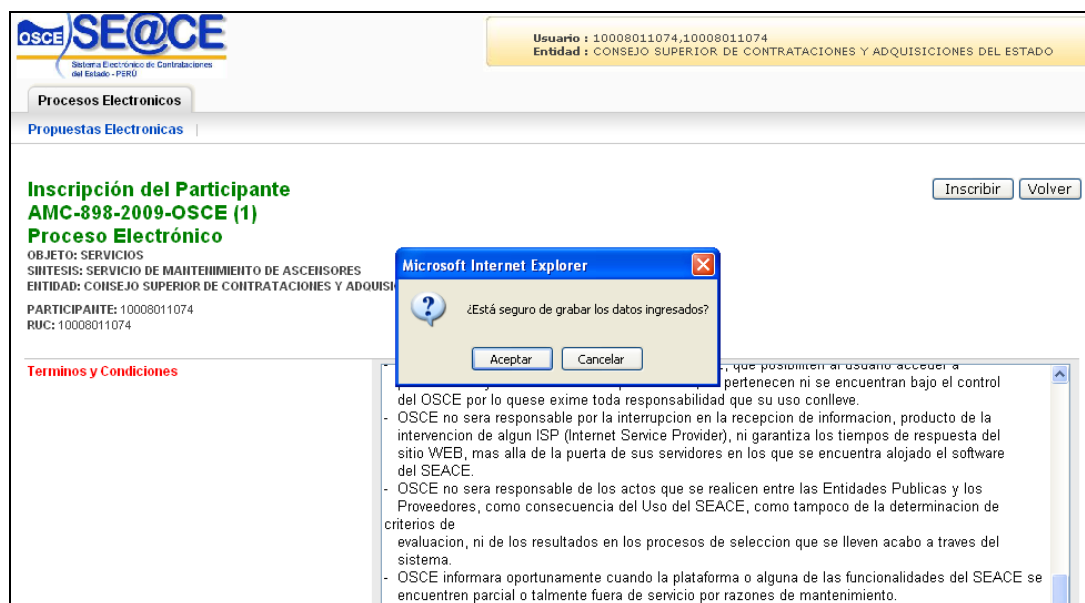 OSCE SE@CE
Sistema Electrónico de Contrataciones
del Estado - PERÚ
Usuario : 10008011074,10008011074
Entidad : CONSEJO SUPERIOR DE CONTRATACIONES Y ADQUISICIONES DEL ESTADO
Procesos Electronicos
Propuestas Electronicas |
Inscripción del Participante
Inscribir Volver
AMC-898-2009-OSCE (1)
Proceso Electrónico
OBJETO: SERVICIOS
SINTESIS: SERVICIO DE MANTENIMIENTO DE ASCENSORES
ENTIDAD: CONSEJO SUPERIOR DE CONTRATACIONES Y ADQUISI
PARTICIPANTE: 10008011074
RUC: 10008011074
Microsoft Internet Explorer
¿Está seguro de grabar los datos ingresados?
Aceptar Cancelar
Terminos y Condiciones
que posibiliten al usuario acceder a
pertenecen ni se encuentran bajo el control
del OSCE por lo quese exime toda responsabilidad que su uso conlleve.
- OSCE no sera responsable por la interrupcion en la recepcion de informacion, producto de la
intervencion de algun ISP (Internet Service Provider), ni garantiza los tiempos de respuesta del
sitio WEB, mas alla de la puerta de sus servidores en los que se encuentra alojado el software
del SEACE.
- OSCE no sera responsable de los actos que se realicen entre las Entidades Publicas y los
Proveedores, como consecuencia del Uso del SEACE, como tampoco de la determinacion de
criterios de
evaluacion, ni de los resultados en los procesos de seleccion que se lleven acabo a traves del
sistema.
- OSCE informara oportunamente cuando la plataforma o alguna de las funcionalidades del SEACE se
encuentren parcial o talmente fuera de servicio por razones de mantenimiento.